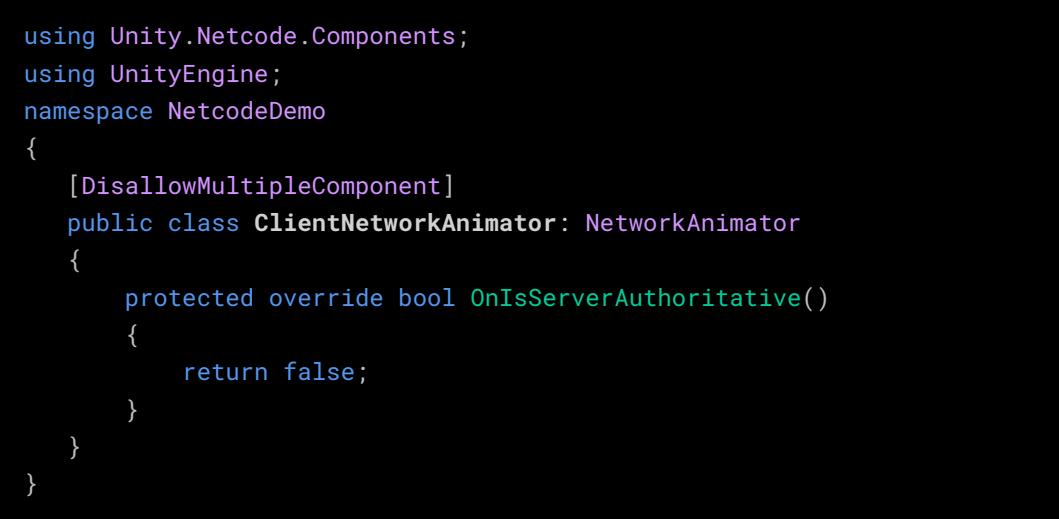 using Unity.Netcode.Components;
using UnityEngine;
namespace NetcodeDemo
{
   [DisallowMultipleComponent]
   public class ClientNetworkAnimator: NetworkAnimator
   {
       protected override bool OnIsServerAuthoritative()
       {
           return false;
       }
   }
}